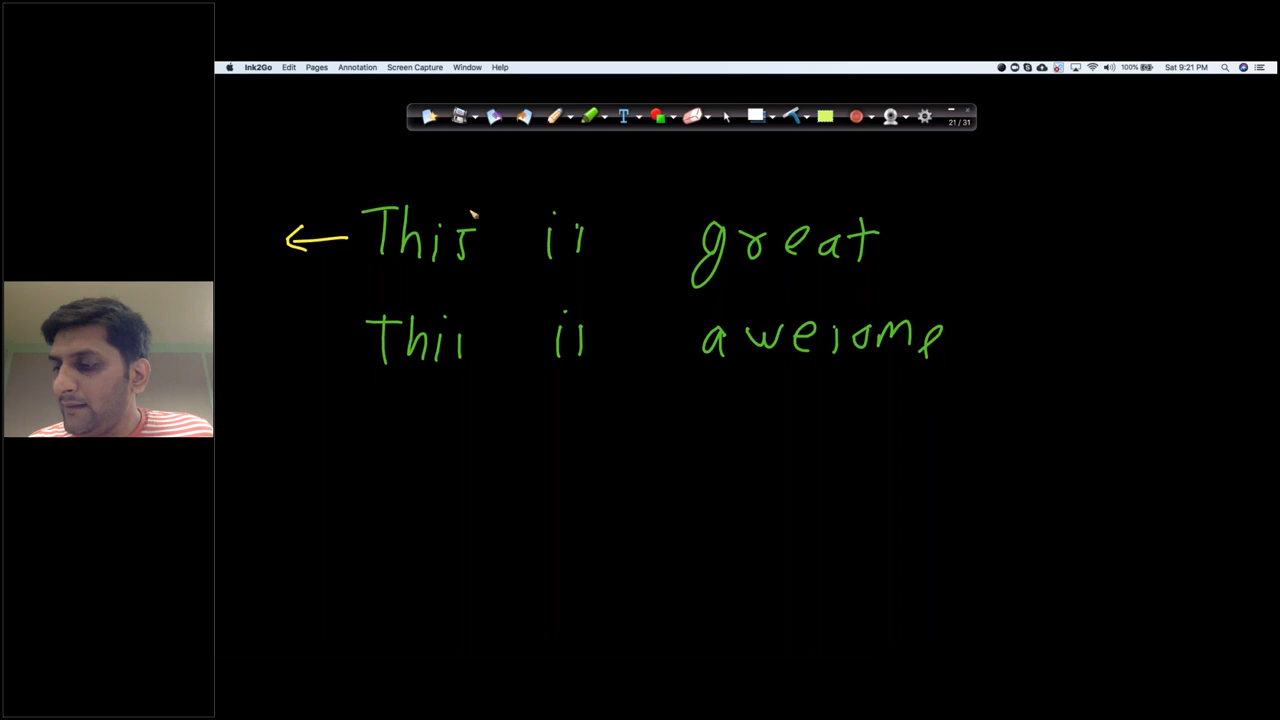 Ink2Go Edit Pages Annotation Screen Capture Window Help 100% Sat 9:21 PM
T 21 / 31
This is great
This is awesome